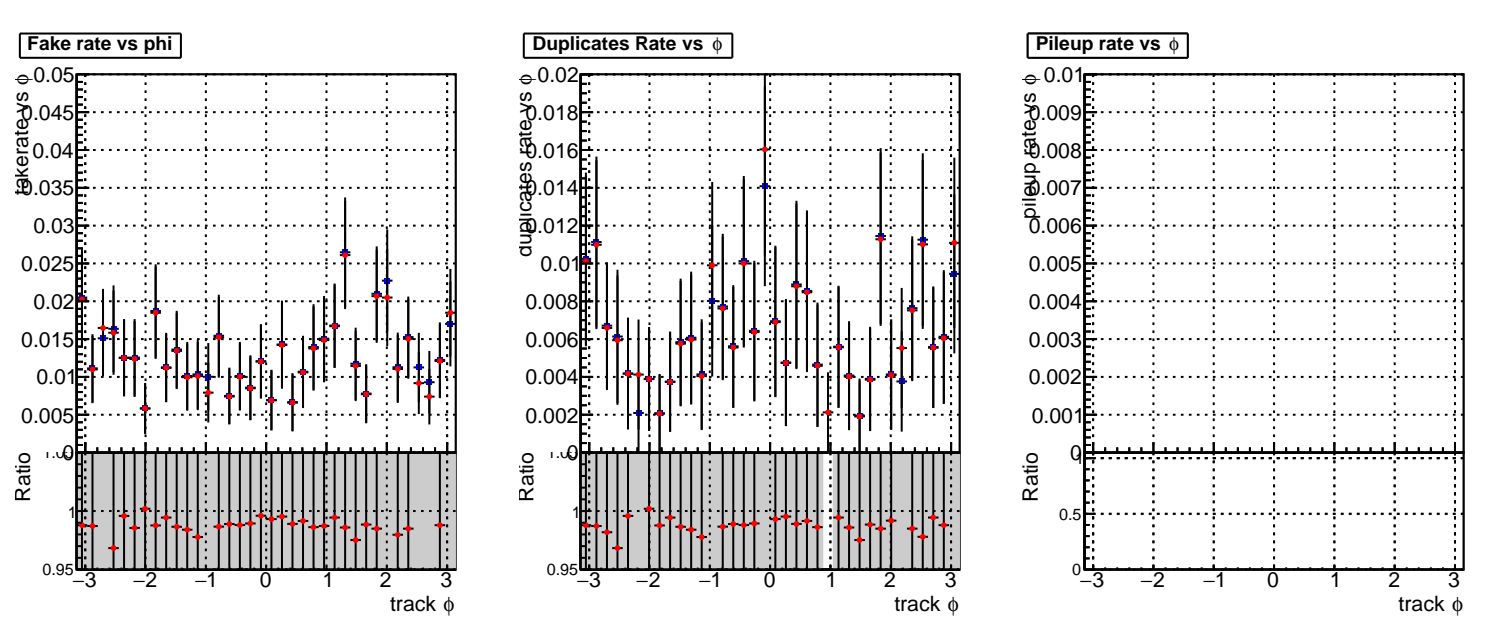 Fake rate vs phi
fakerate vs ϕ
0.05
0.045
0.04
0.035
0.03
0.025
0.02
0.015
0.01
0.005
0
Ratio
1
0.95
−3 −2 −1 0 1 2 3
track ϕ
Duplicates Rate vs ϕ
duplicates rate vs ϕ
0.02
0.018
0.016
0.014
0.012
0.01
0.008
0.006
0.004
0.002
0
Ratio
1
0.95
−3 −2 −1 0 1 2 3
track ϕ
Pileup rate vs ϕ
pileup rate vs ϕ
0.01
0.009
0.008
0.007
0.006
0.005
0.004
0.003
0.002
0.001
0
Ratio
0.5
0
−3 −2 −1 0 1 2 3
track ϕ